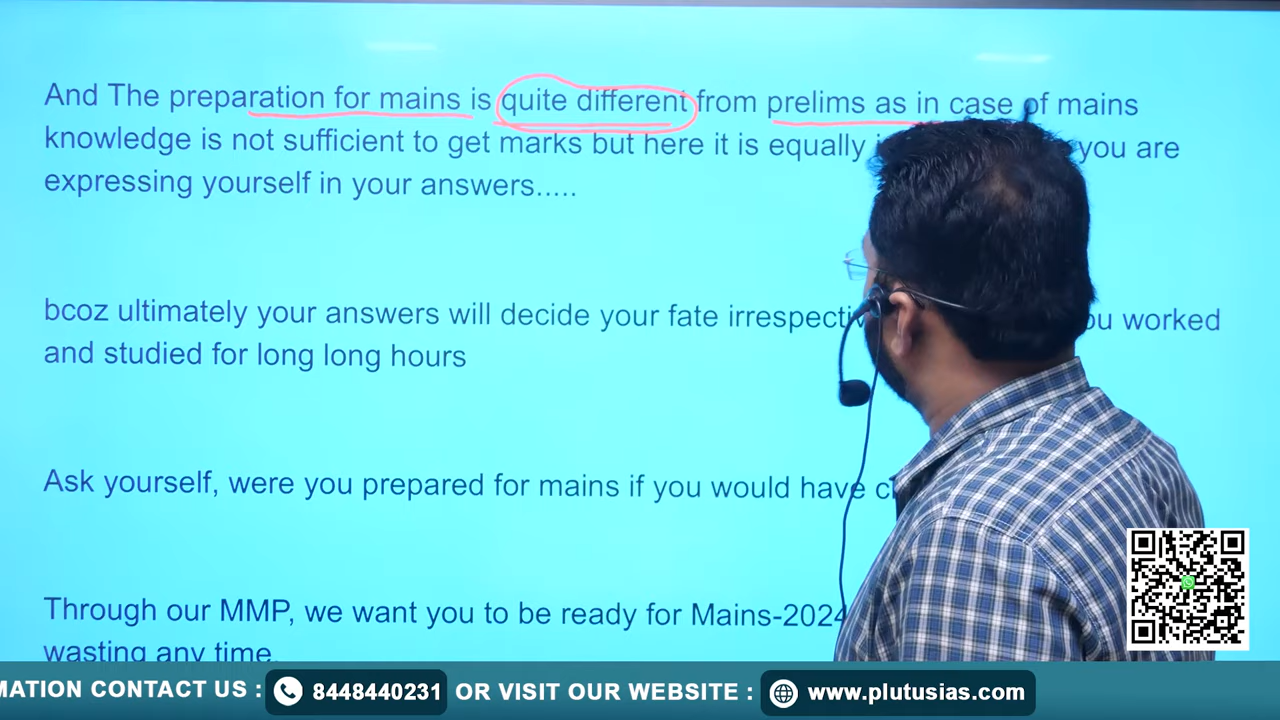 And The preparation for mains is quite different from prelims as in case of mains
knowledge is not sufficient to get marks but here it is equally you are
expressing yourself in your answers.....
bcoz ultimately your answers will decide your fate worked
and studied for long long hours
Ask yourself, were you prepared for mains if you would have
Through our MMP, we want you to be ready for Mains-2024
wasting any time.
CONTACT US : 8448440231 OR VISIT OUR WEBSITE : www.plutusias.com